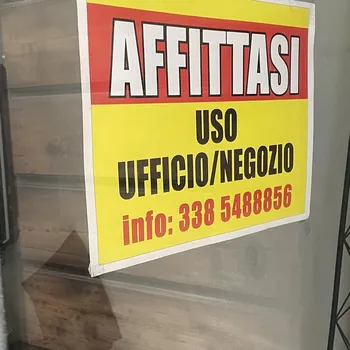 AFFITTASI
USO
UFFICIO/NEGOZIO
info: 338 5488856